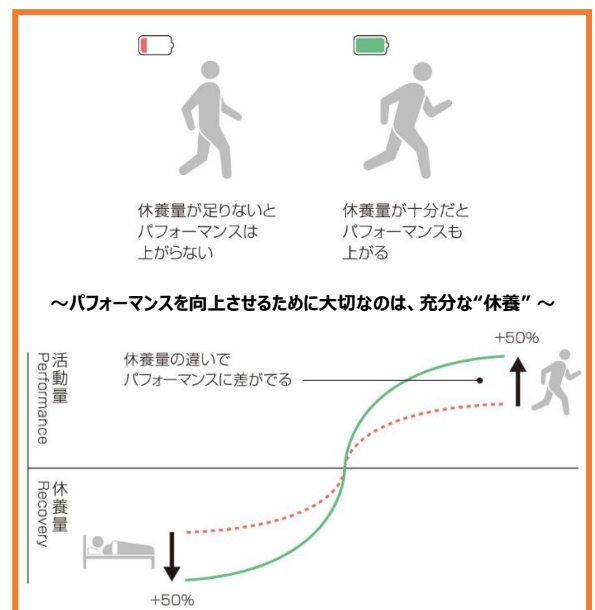 休養量が足りないと
パフォーマンスは
上がらない
休養量が十分だと
パフォーマンスも
上がる
～パフォーマンスを向上させるために大切なのは、充分な“休養” ～
+50%
活動量
Performance
休養量の違いで
パフォーマンスに差がでる
休養量
Recovery
+50%